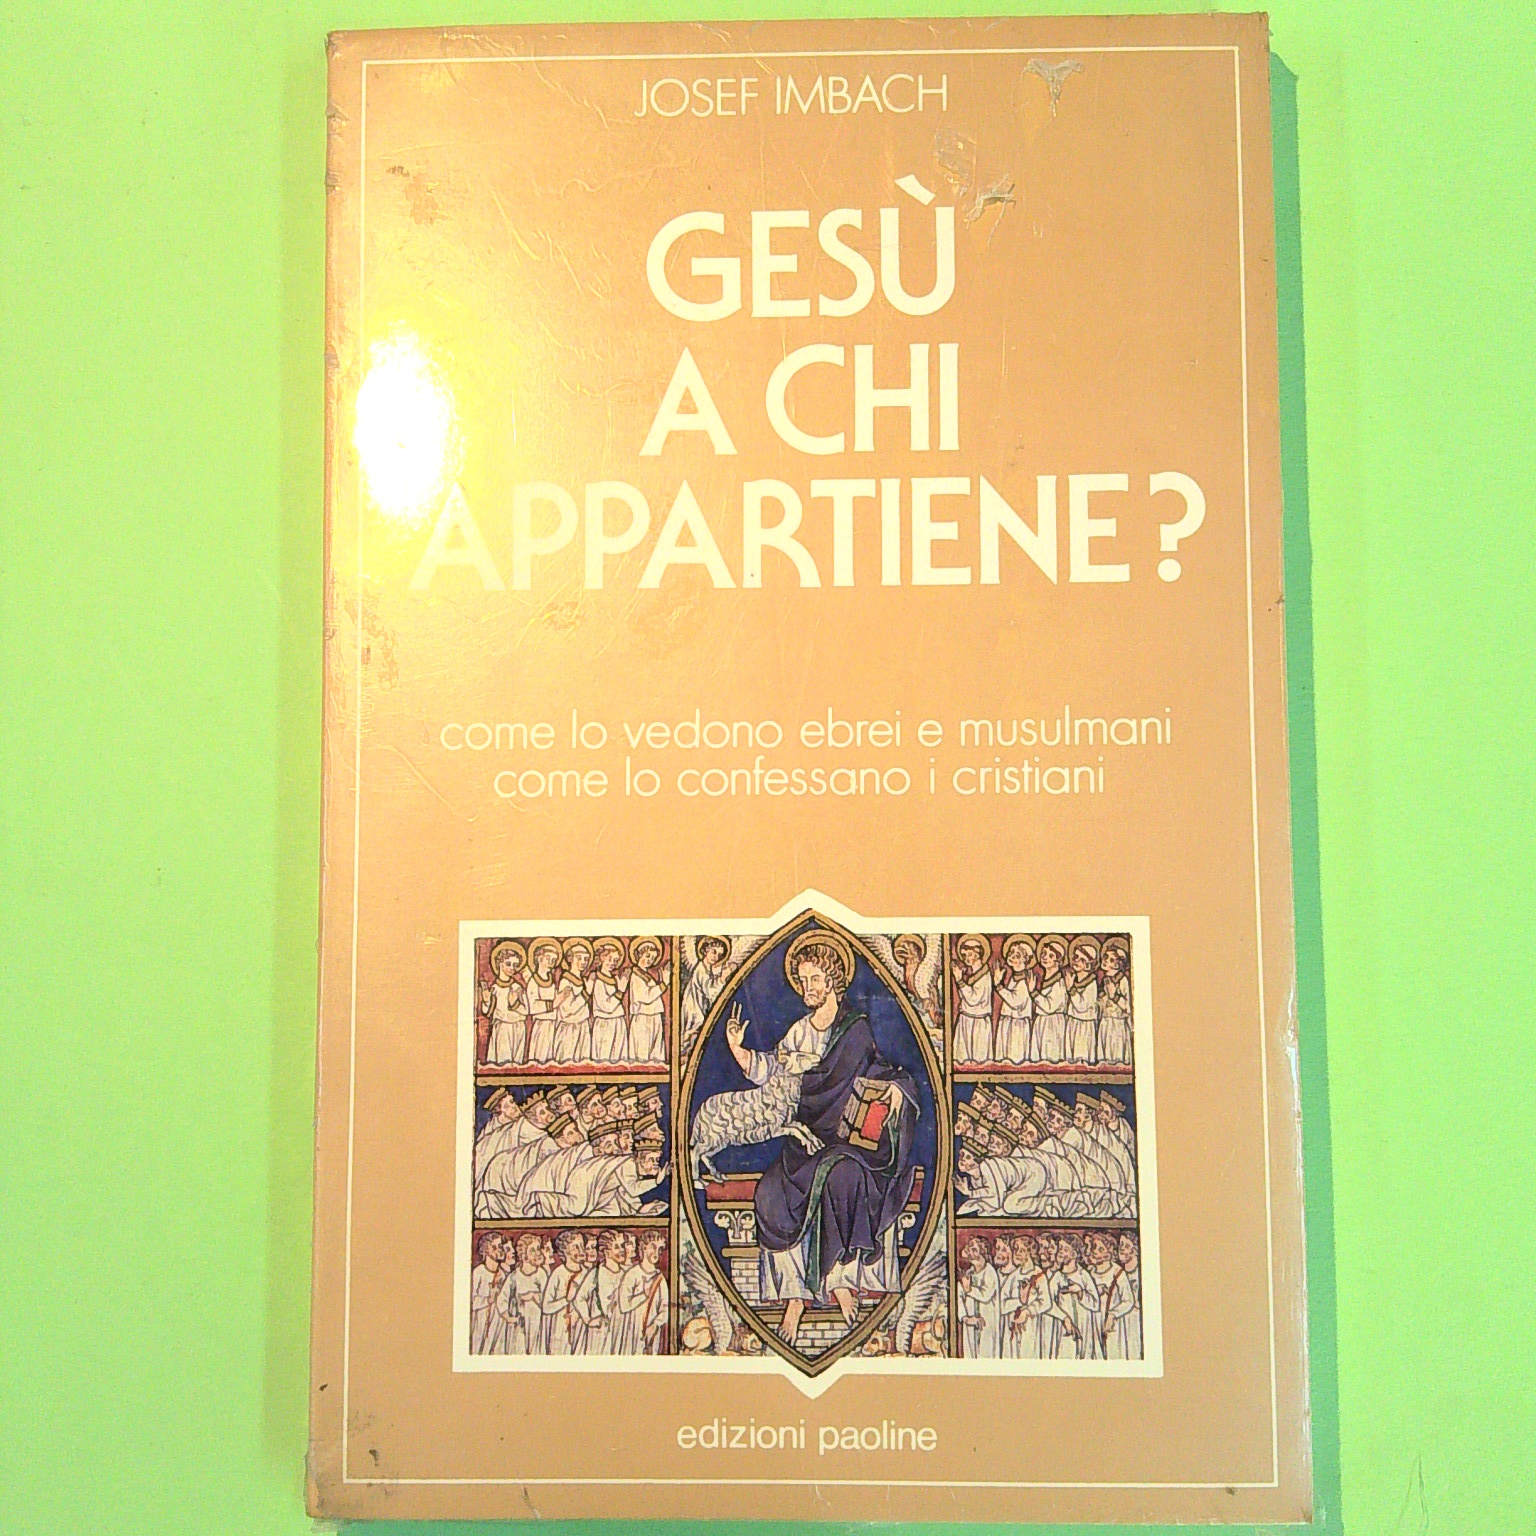 JOSEF IMBACH
GESÙ
A CHI
APPARTIENE?
come lo vedono ebrei e musulmani
come lo confessano i cristiani
edizioni paoline